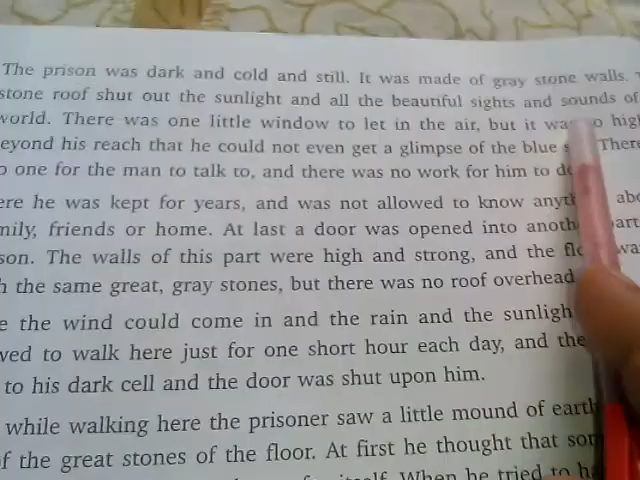 The prison was dark and cold and still. It was made of gray stone walls.
stone roof shut out the sunlight and all the beautiful sights and sounds of
world. There was one little window to let in the air, but it was so high
eyond his reach that he could not even get a glimpse of the blue There
one for the man to talk to, and there was no work for him to
ere he was kept for years, and was not allowed to know
mily, friends or home. At last a door was opened into
son. The walls of this part were high and strong, and the
the same great, gray stones, but there was no roof overhead
the wind could come in and the rain and the sunligh
wed to walk here just for one short hour each day, and the
to his dark cell and the door was shut upon him.
while walking here the prisoner saw a little mound of earth
f the great stones of the floor. At first he thought that
When he tried to